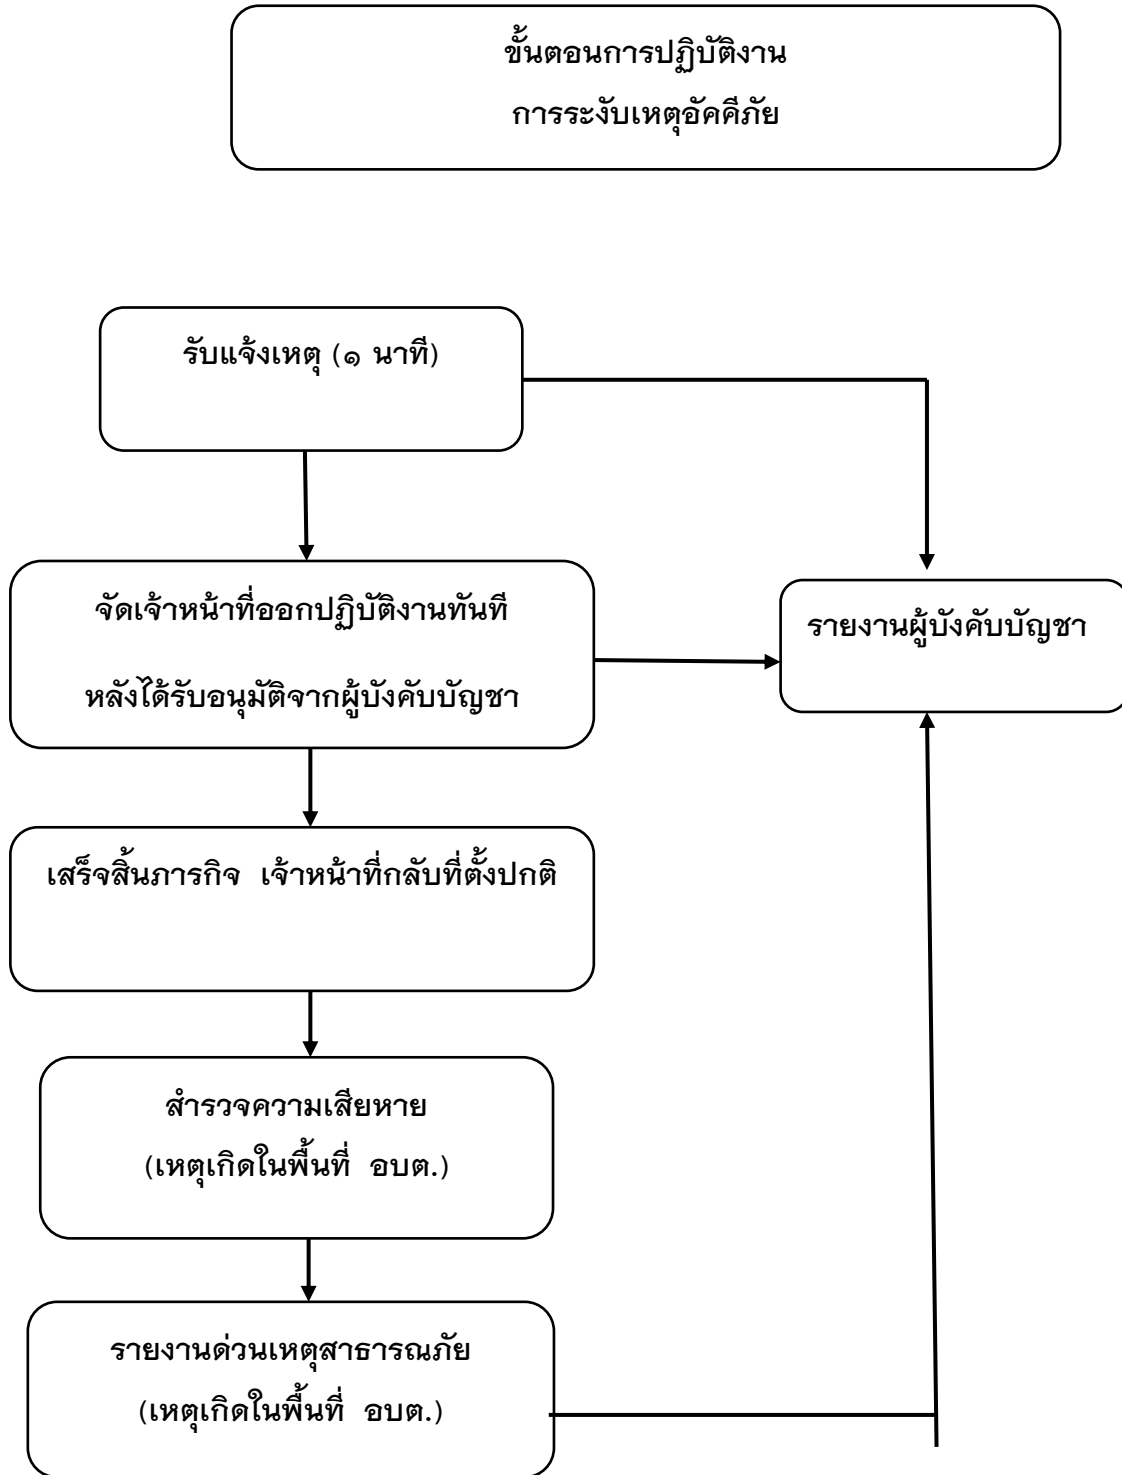 ขั้นตอนการปฏิบัติงาน
การระงับเหตุอัคคีภัย
รับแจ้งเหตุ (๑ นาที)
จัดเจ้าหน้าที่ออกปฏิบัติงานทันที
หลังได้รับอนุมัติจากผู้บังคับบัญชา
รายงานผู้บังคับบัญชา
เสร็จสิ้นภารกิจ เจ้าหน้าที่กลับที่ตั้งปกติ
สำรวจความเสียหาย
(เหตุเกิดในพื้นที่ อบต.)
รายงานด่วนเหตุสาธารณภัย
(เหตุเกิดในพื้นที่ อบต.)